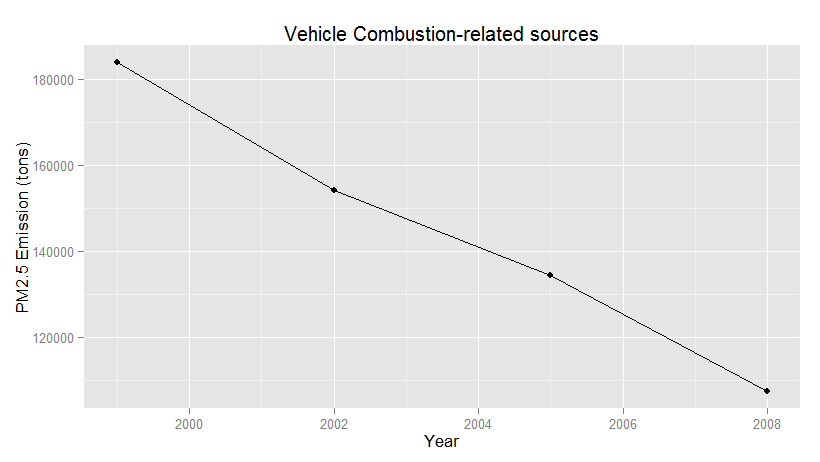 Vehicle Combustion-related sources
PM2.5 Emission (tons)
180000
160000
140000
120000
2000 2002 2004 2006 2008
Year